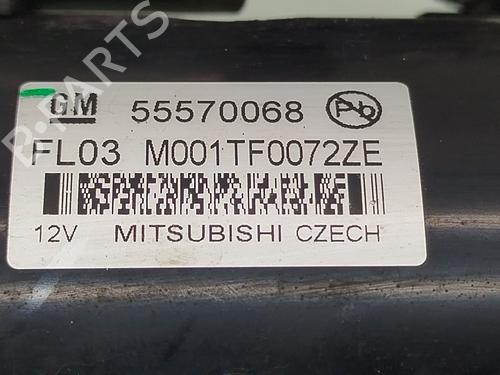 B-PARTS
GM 55570068 Pb
FL03 M001TF0072ZE
12V MITSUBISHI CZECH